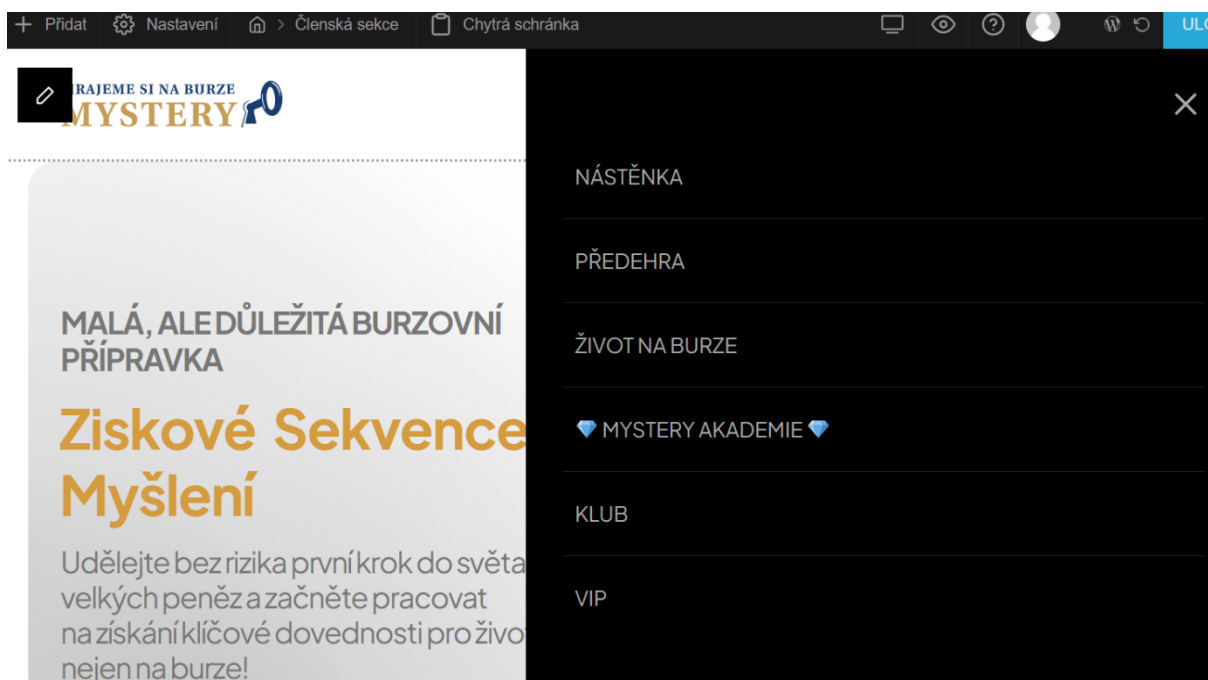 Přidat Nastavení > Členská sekce Chytrá schránka
RAJEME SI NA BURZE
MYSTERY
NÁSTĚNKA
PŘEDEHRA
ŽIVOT NA BURZE
💎 MYSTERY AKADEMIE 💎
KLUB
VIP
MALÁ, ALE DŮLEŽITÁ BURZOVNÍ
PŘÍPRAVKA
Ziskové Sekvence
Myšlení
Udělejte bez rizika první krok do světa
velkých peněz a začněte pracovat
na získání klíčové dovednosti pro živo
nejen na burze!